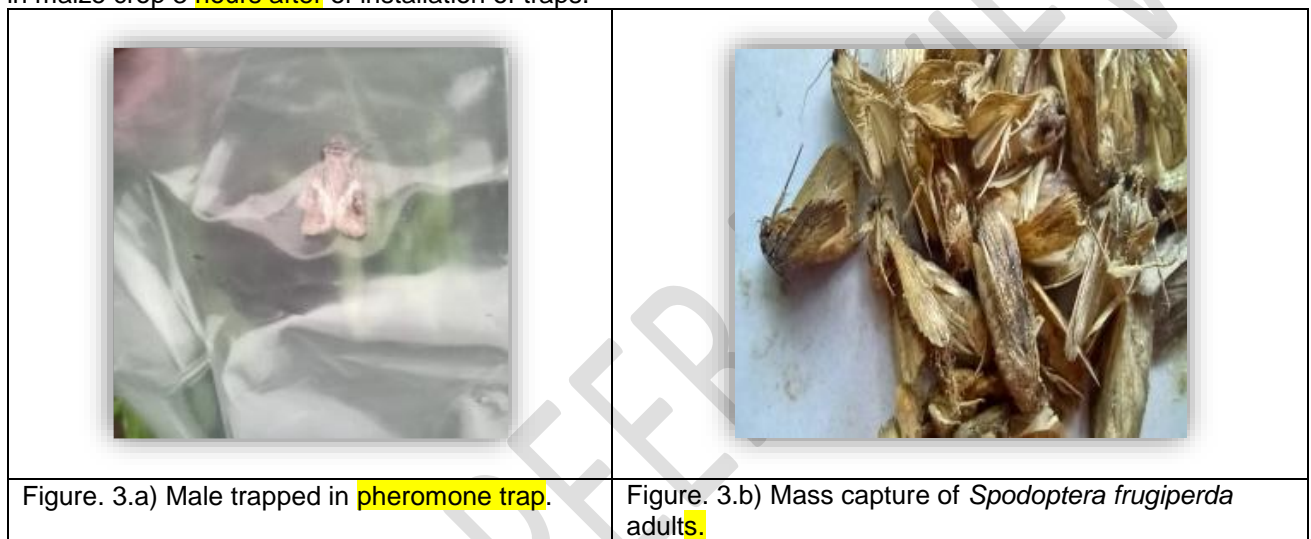 in maize crop hours after of installation of traps.
Figure. 3.a) Male trapped in pheromone trap.
Figure. 3.b) Mass capture of Spodoptera frugiperda
adults.